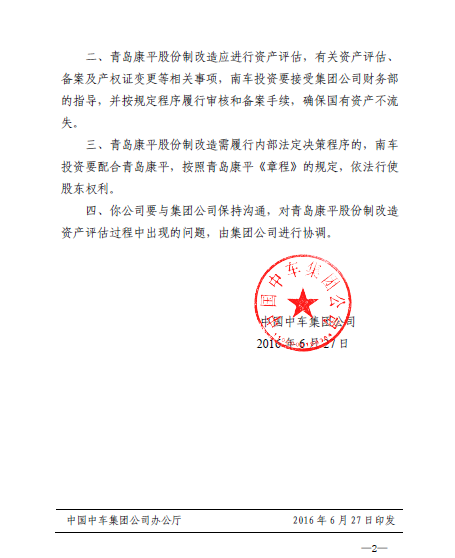 二、青岛康平股份制改造应进行资产评估，有关资产评估、
备案及产权证变更等相关事项，南车投资要接受集团公司财务部
的指导，并按规定程序履行审核和备案手续，确保国有资产不流
失。
三、青岛康平股份制改造需履行内部法定决策程序的，南车
投资要配合青岛康平，按照青岛康平《章程》的规定，依法行使
股东权利。
四、你公司要与集团公司保持沟通，对青岛康平股份制改造
资产评估过程中出现的问题，由集团公司进行协调。
中国中车集团公司
中国中车集团公司
2016 年 6 月 27 日
中国中车集团公司办公厅 2016 年 6 月 27 日印发
—2—